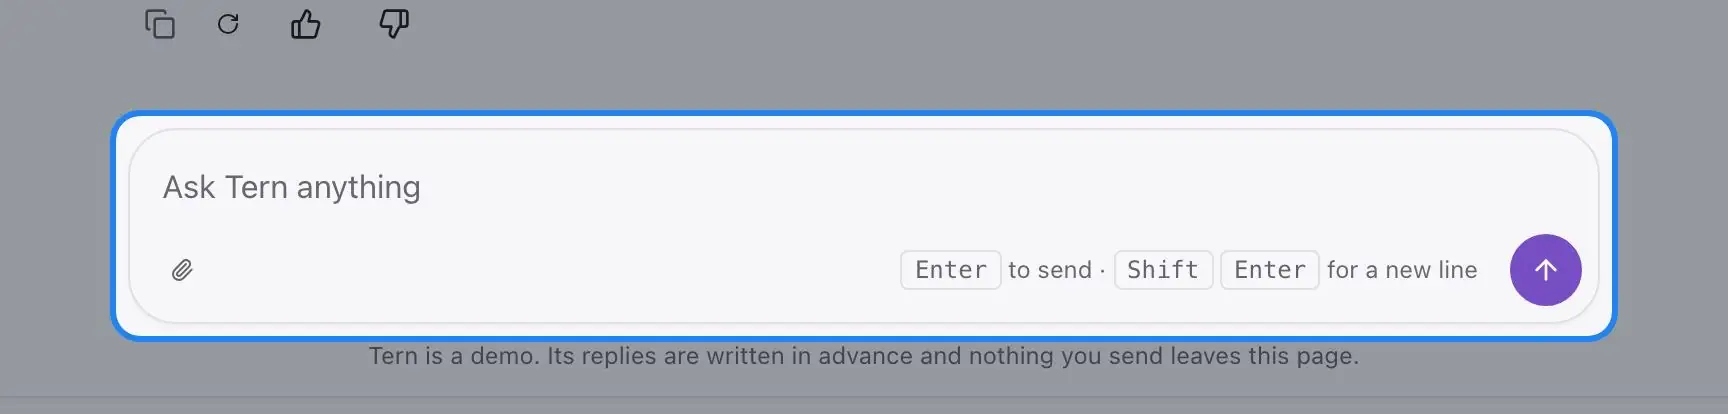 Ask Tern anything
Enter to send · Shift Enter for a new line
Tern is a demo. Its replies are written in advance and nothing you send leaves this page.